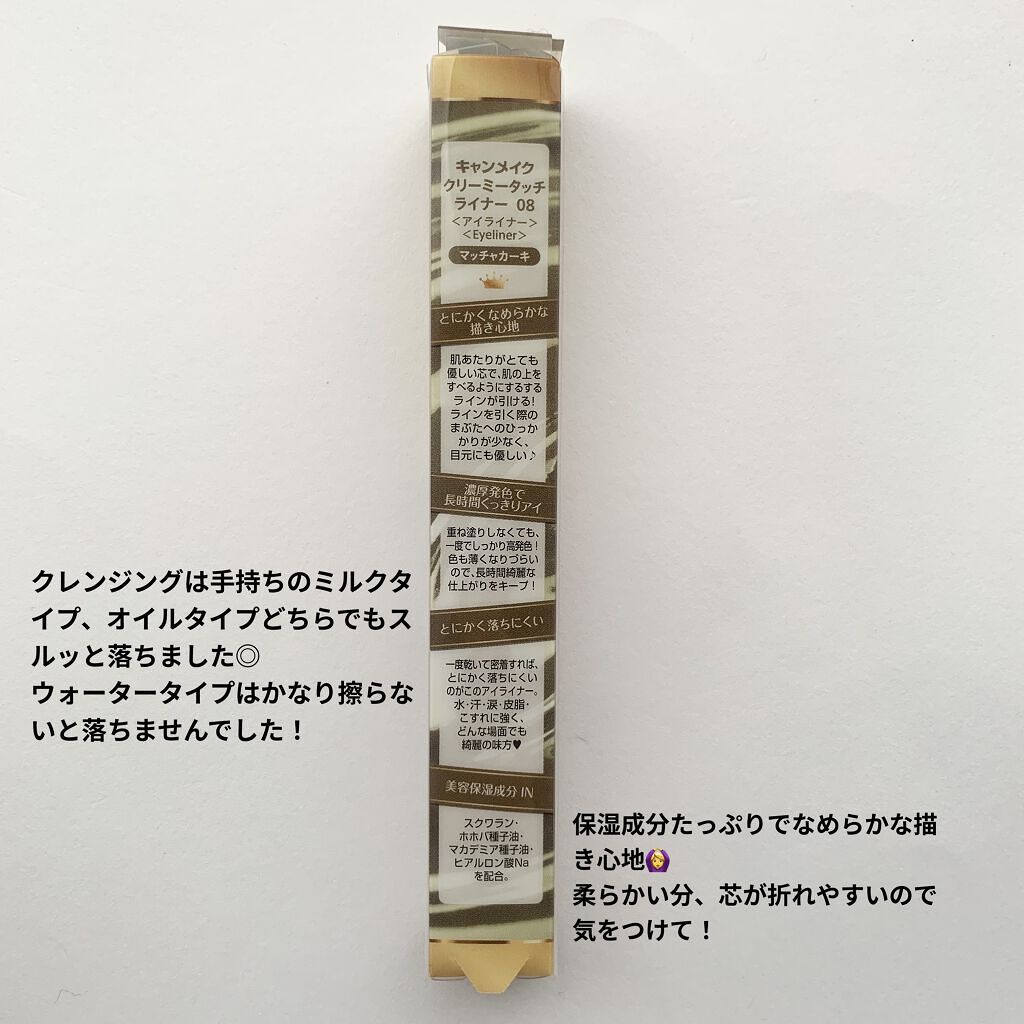 キャンメイク
クリーミータッチ
ライナー 08
＜アイライナー＞
＜Eyeliner＞
マッチャカーキ
とにかくなめらかな
描き心地
肌あたりがとても
優しい芯で、肌の上を
すべるようにするする
ラインが引ける！
ラインを引く際の
まぶたへのひっか
かりが少なく、
目元にも優しい♪
濃厚発色で
長時間くっきりアイ
重ね塗りしなくても、
一度でしっかり高発色！
色も薄くなりづらい
ので、長時間綺麗な
仕上がりをキープ！
とにかく落ちにくい
一度乾いて密着すれば、
とにかく落ちにくい
のがこのアイライナー。
水・汗・涙・皮脂・
こすれに強く、
どんな場面でも
綺麗の味方♥
美容保湿成分 IN
スクワラン・
ホホバ種子油・
マカデミア種子油・
ヒアルロン酸Na
を配合。
クレンジングは手持ちのミルクタ
イプ、オイルタイプどちらでもス
ルッと落ちました◎
ウォータータイプはかなり擦らな
いと落ちませんでした！
保湿成分たっぷりでなめらかな描
き心地🙆
柔らかい分、芯が折れやすいので
気をつけて！